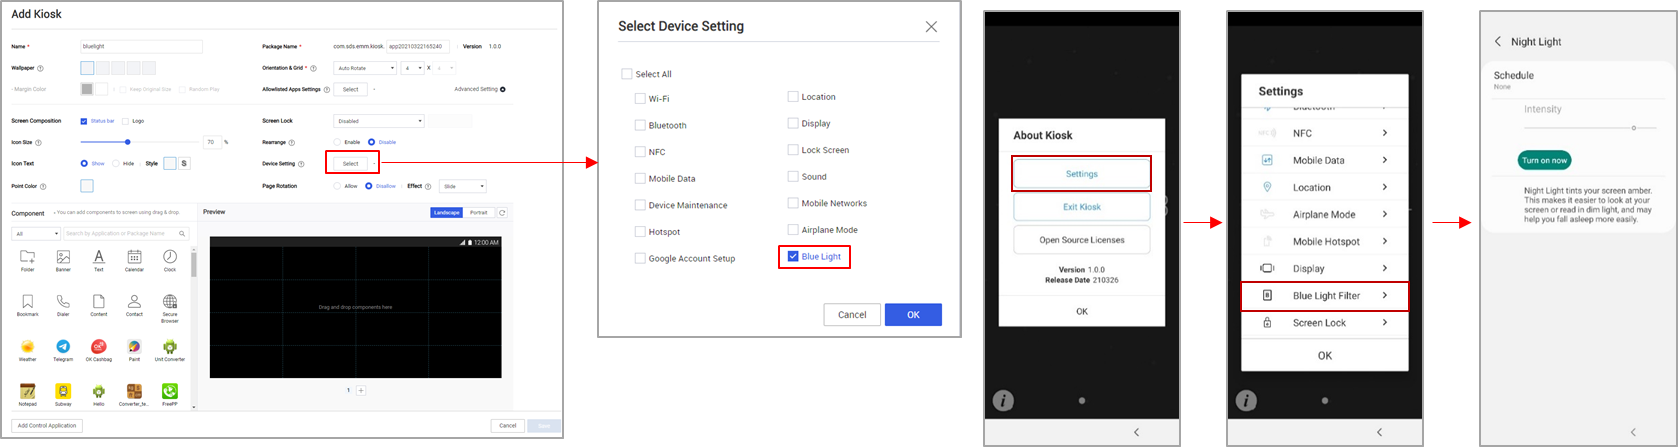 Add Kiosk
Name * bluelight
Package Name * com.sds.emm.kiosk. app20210322165240 Version 1.0.0
Wallpaper
Orientation & Grid * Auto Rotate 4 X 4
- Margin Color Keep Original Size Random Play
Allowlisted Apps Settings Select - Advanced Setting
Screen Composition Status bar Logo
Screen Lock Disabled
Icon Size 70 %
Rearrange Enable Disable
Icon Text Show Hide Style S
Device Setting Select -
Point Color
Page Rotation Allow Disallow Effect Slide
Component • You can add components to screen using drag & drop
All Search by Application or Package Name
Folder Banner Text Calendar Clock
Bookmark Dialer Content Contact Secure Browser
Weather Telegram OK Cashbag Paint Unit Converter
Notepad Subway Hello Converter_te... FreePP
Preview Landscape Portrait
12:00 AM
Drag and drop components here
1 +
Add Control Application Cancel Save
Select Device Setting
Select All
Wi-Fi
Bluetooth
NFC
Mobile Data
Device Maintenance
Hotspot
Google Account Setup
Location
Display
Lock Screen
Sound
Mobile Networks
Airplane Mode
Blue Light
Cancel OK
About Kiosk
Settings
Exit Kiosk
Open Source Licenses
Version 1.0.0
Release Date 210326
OK
Settings
Bluetooth
NFC
Mobile Data
Location
Airplane Mode
Mobile Hotspot
Display
Blue Light Filter
Screen Lock
OK
Night Light
Schedule
None
Intensity
Turn on now
Night Light tints your screen amber.
This makes it easier to look at your
screen or read in dim light, and may
help you fall asleep more easily.